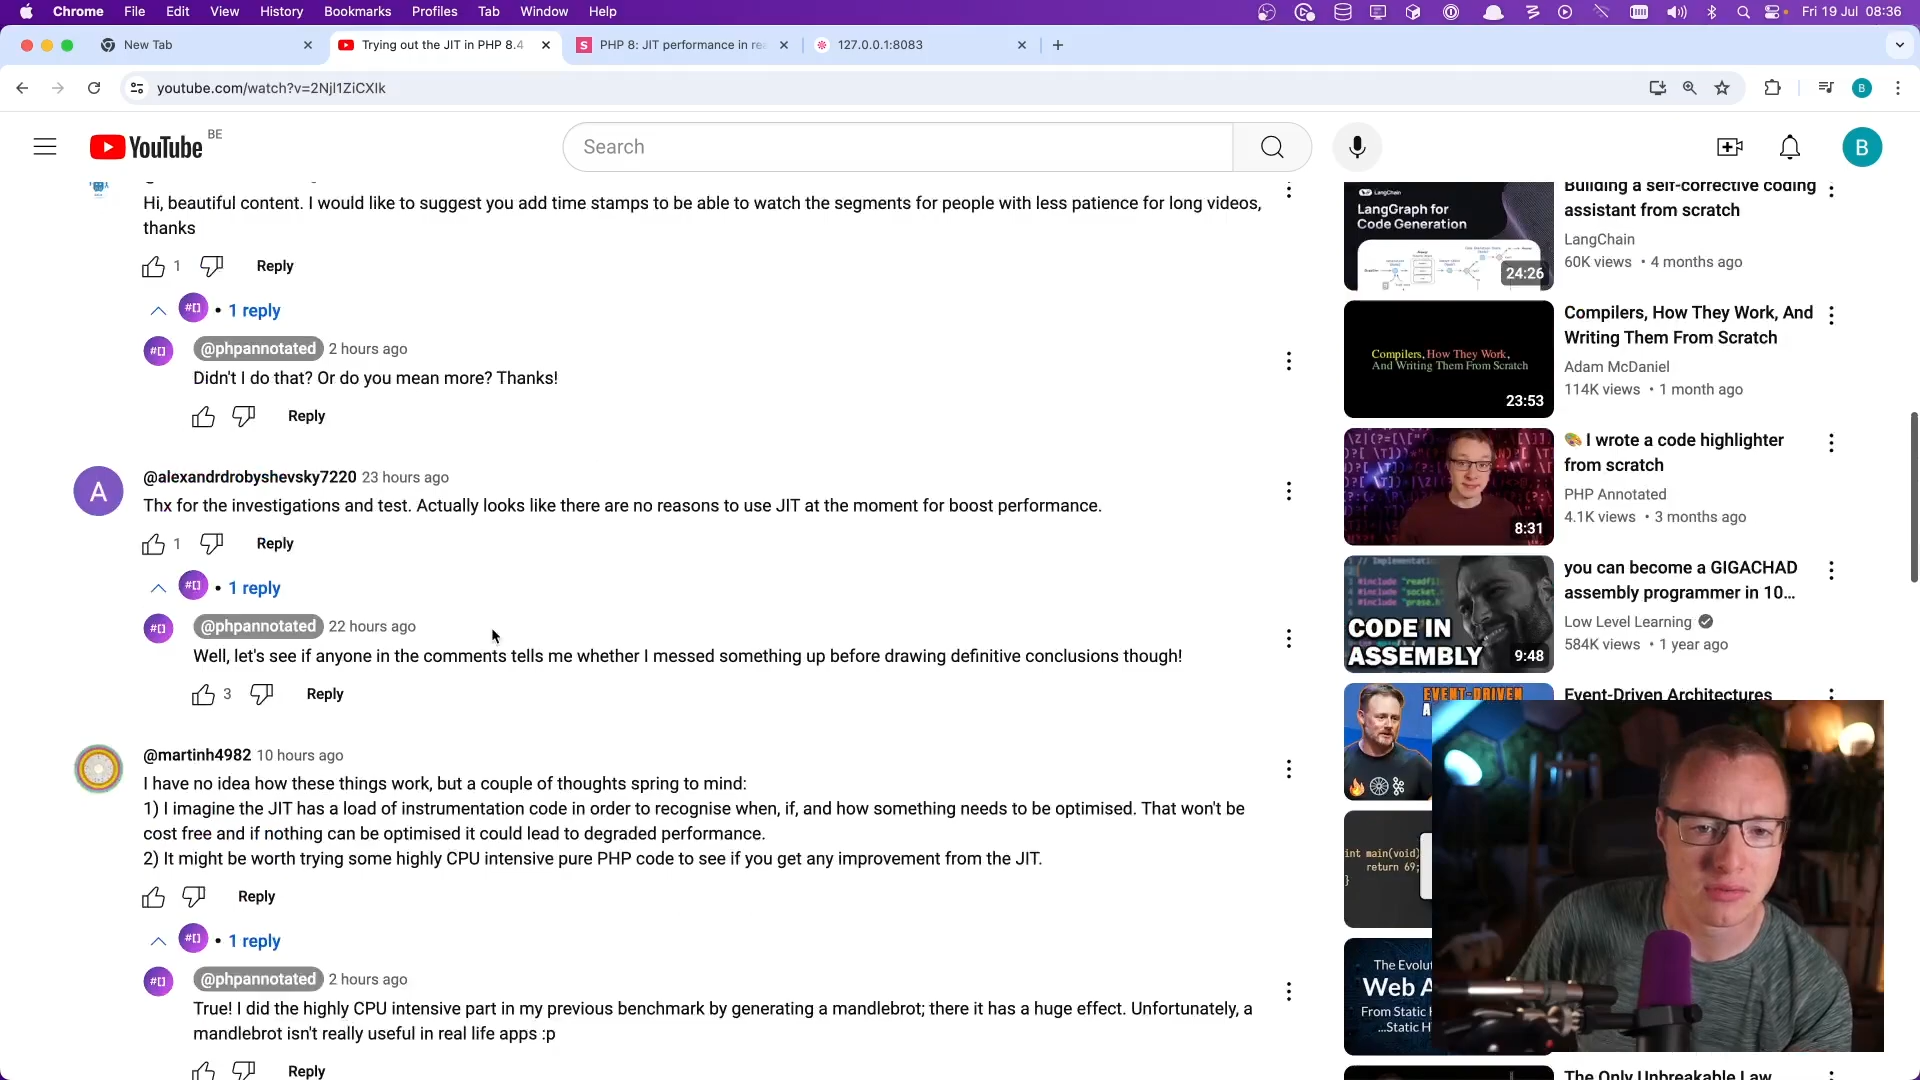 Chrome File Edit View History Bookmarks Profiles Tab Window Help Fri 19 Jul 08:36
New Tab Trying out the JIT in PHP 8.4 PHP 8: JIT performance in rea 127.0.0.1:8083
youtube.com/watch?v=2Njl1ZiCXIk B
YouTube BE Search B
Hi, beautiful content. I would like to suggest you add time stamps to be able to watch the segments for people with less patience for long videos,
thanks
1 Reply
#[] • 1 reply
#[] @phpannotated 2 hours ago
Didn't I do that? Or do you mean more? Thanks!
Reply
A @alexandrdrobyshevsky7220 23 hours ago
Thx for the investigations and test. Actually looks like there are no reasons to use JIT at the moment for boost performance.
1 Reply
#[] • 1 reply
#[] @phpannotated 22 hours ago
Well, let's see if anyone in the comments tells me whether I messed something up before drawing definitive conclusions though!
3 Reply
@martinh4982 10 hours ago
I have no idea how these things work, but a couple of thoughts spring to mind:
1) I imagine the JIT has a load of instrumentation code in order to recognise when, if, and how something needs to be optimised. That won't be
cost free and if nothing can be optimised it could lead to degraded performance.
2) It might be worth trying some highly CPU intensive pure PHP code to see if you get any improvement from the JIT.
Reply
#[] • 1 reply
#[] @phpannotated 2 hours ago
True! I did the highly CPU intensive part in my previous benchmark by generating a mandlebrot; there it has a huge effect. Unfortunately, a
mandlebrot isn't really useful in real life apps :p
Reply
LangChain
LangGraph for
Code Generation
24:26
Building a self-corrective coding
assistant from scratch
LangChain
60K views • 4 months ago
Compilers, How They Work,
And Writing Them From Scratch
23:53
Compilers, How They Work, And
Writing Them From Scratch
Adam McDaniel
114K views • 1 month ago
8:31
🎨 I wrote a code highlighter
from scratch
PHP Annotated
4.1K views • 3 months ago
CODE IN
ASSEMBLY
9:48
you can become a GIGACHAD
assembly programmer in 10...
Low Level Learning
584K views • 1 year ago
EVENT-DRIVEN
Event-Driven Architectures
int main(void)
return 69;
}
The Evolut
Web A
From Static H
...Static H
The Only Unbreakable Law